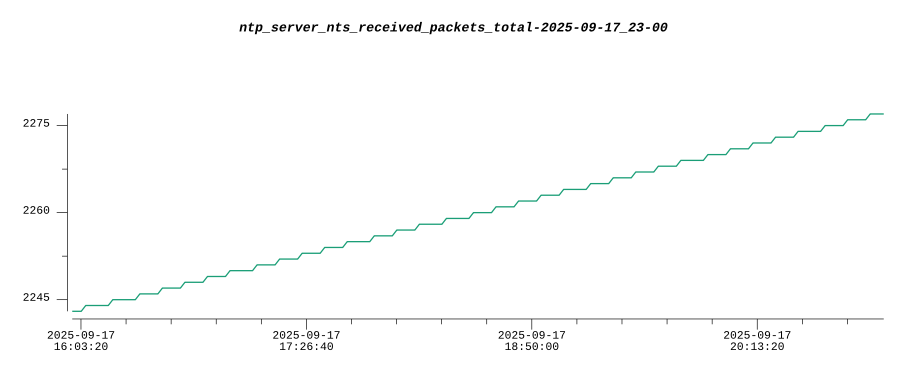 ntp_server_nts_received_packets_total-2025-09-17_23-00
2275
2260
2245
2025-09-17 2025-09-17 2025-09-17 2025-09-17
16:03:20 17:26:40 18:50:00 20:13:20